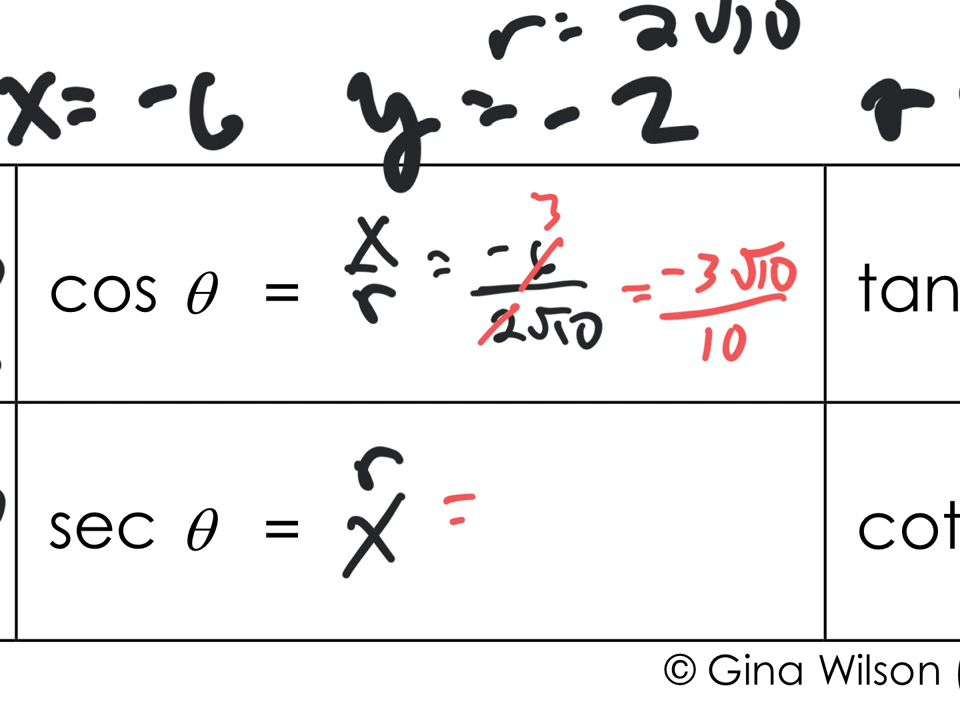 r = 2√10
x = -6 y = -2 r
cos θ = x/r = -6/2√10 3 = -3√10/10 tan
sec θ = r/x = cot
© Gina Wilson (